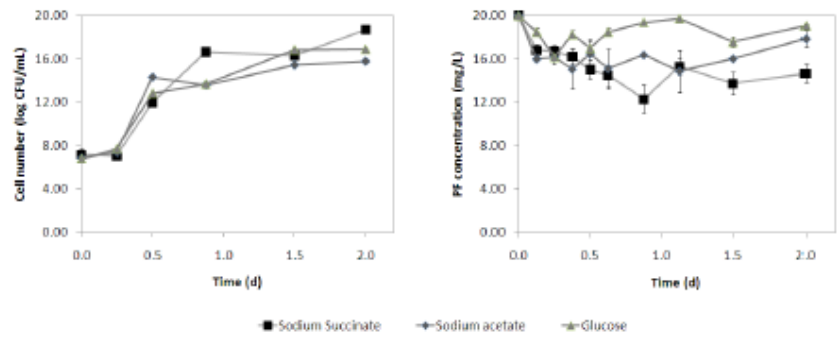 20.00
16.00
12.00
8.00
4.00
0.00
Cell number (log CFU/mL)
0.0 0.5 1.0 1.5 2.0
Time (d)
20.00
16.00
12.00
8.00
4.00
0.00
PF concentration (mg/L)
0.0 0.5 1.0 1.5 2.0
Time (d)
Sodium Succinate Sodium acetate Glucose